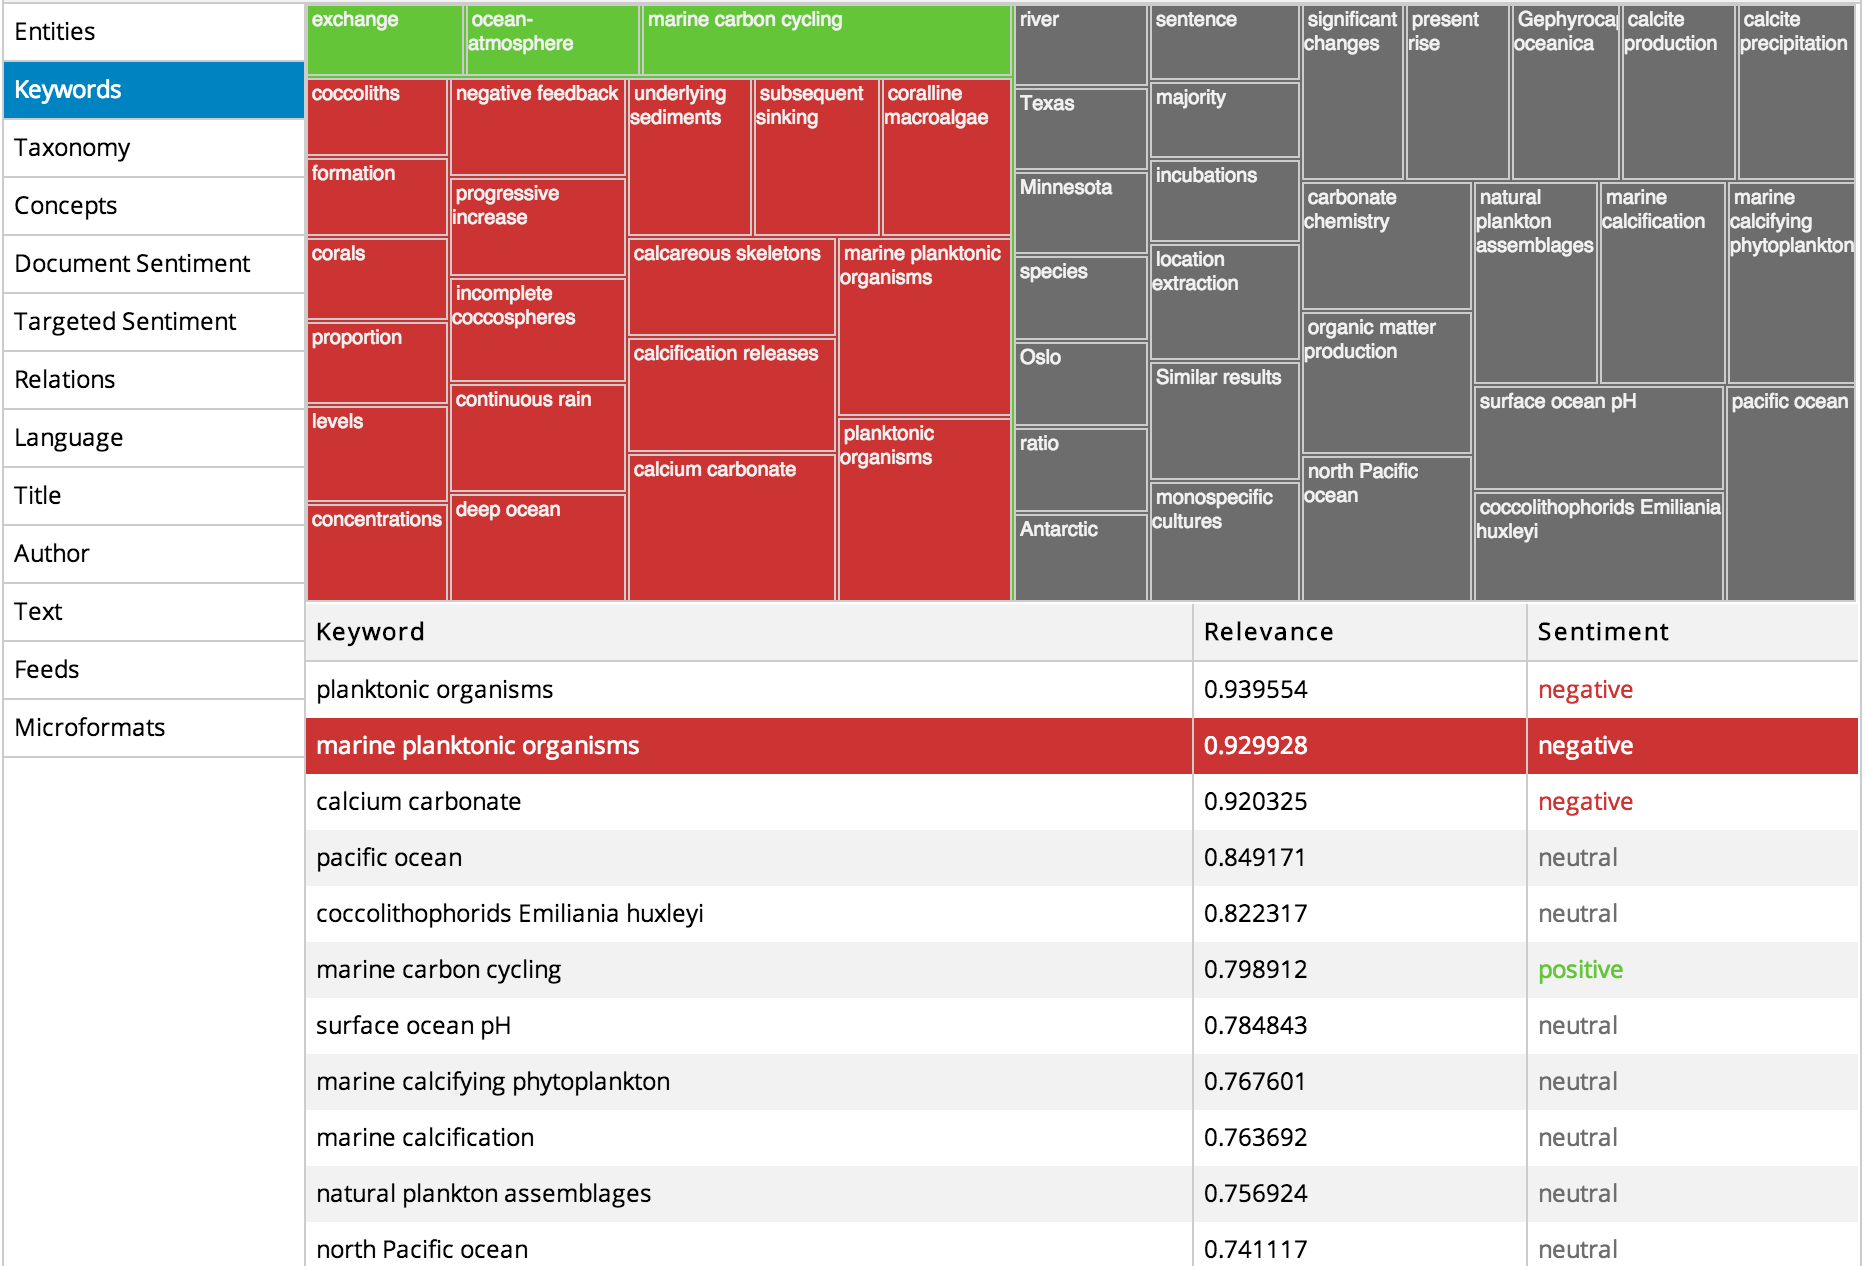 Entities
Keywords
Taxonomy
Concepts
Document Sentiment
Targeted Sentiment
Relations
Language
Title
Author
Text
Feeds
Microformats
exchange
ocean-
atmosphere
marine carbon cycling
coccoliths
formation
corals
proportion
levels
concentrations
negative feedback
progressive
increase
incomplete
coccospheres
continuous rain
deep ocean
underlying
sediments
subsequent
sinking
coralline
macroalgae
calcareous skeletons
calcification releases
calcium carbonate
marine planktonic
organisms
planktonic
organisms
river
Texas
Minnesota
species
Oslo
ratio
Antarctic
sentence
majority
incubations
location
extraction
Similar results
monospecific
cultures
significant
changes
present
rise
Gephyroca
oceanica
calcite
production
calcite
precipitation
carbonate
chemistry
organic matter
production
north Pacific
ocean
natural
plankton
assemblages
marine
calcification
marine
calcifying
phytoplankton
surface ocean pH
coccolithophorids Emiliania
huxleyi
pacific ocean
Keyword Relevance Sentiment
planktonic organisms 0.939554 negative
marine planktonic organisms 0.929928 negative
calcium carbonate 0.920325 negative
pacific ocean 0.849171 neutral
coccolithophorids Emiliania huxleyi 0.822317 neutral
marine carbon cycling 0.798912 positive
surface ocean pH 0.784843 neutral
marine calcifying phytoplankton 0.767601 neutral
marine calcification 0.763692 neutral
natural plankton assemblages 0.756924 neutral
north Pacific ocean 0.741117 neutral